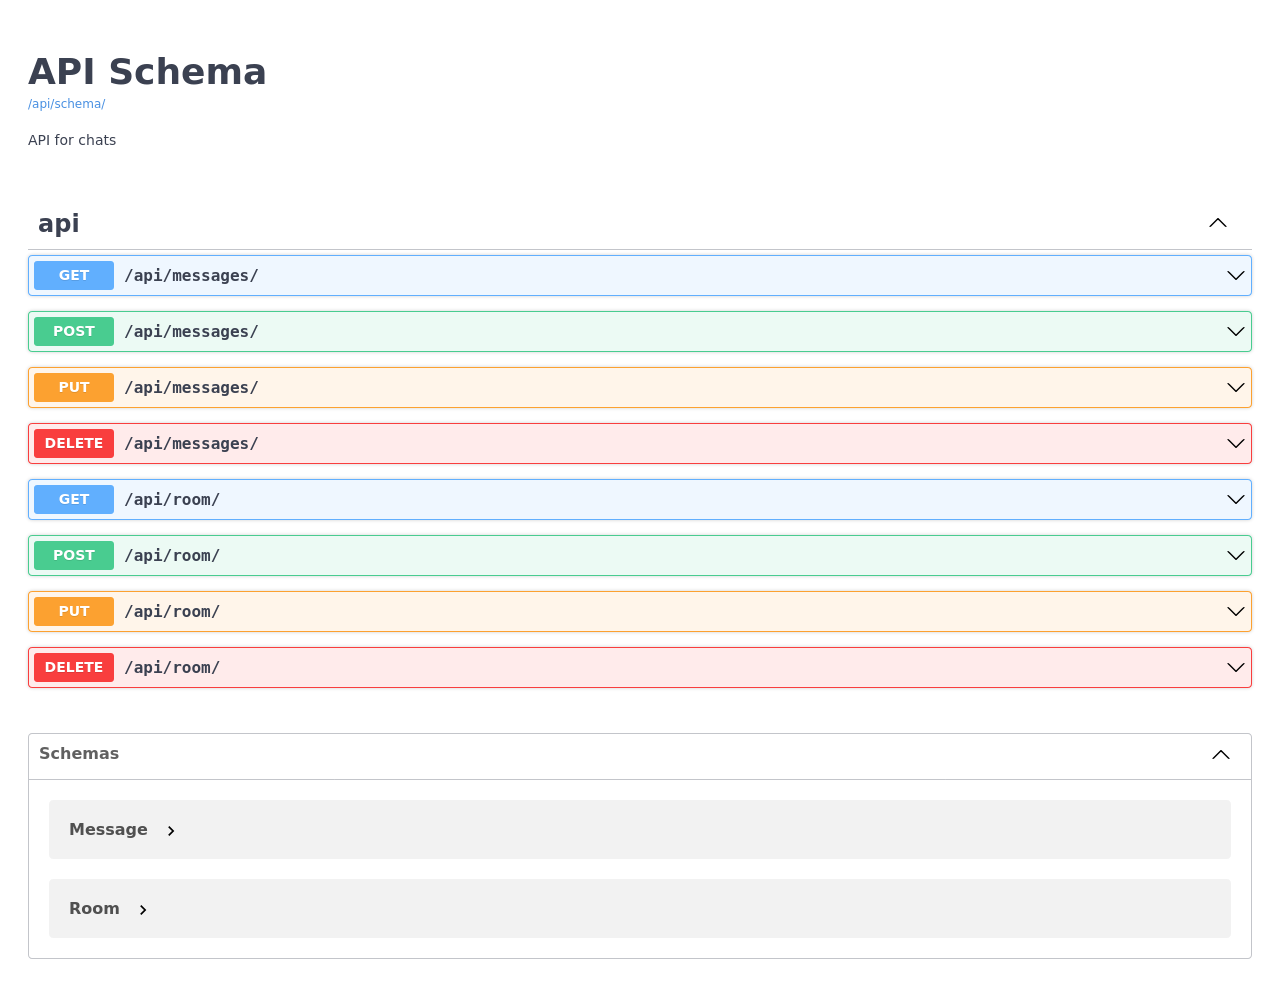 API Schema
/api/schema/
API for chats
api
GET /api/messages/
POST /api/messages/
PUT /api/messages/
DELETE /api/messages/
GET /api/room/
POST /api/room/
PUT /api/room/
DELETE /api/room/
Schemas
Message
Room